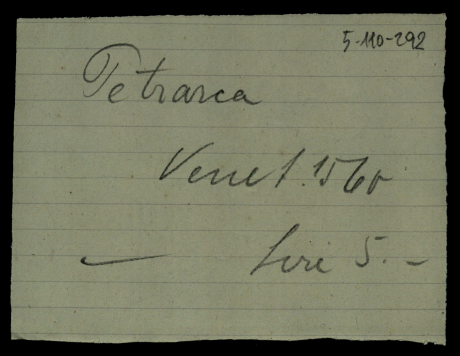 5-110-292
Petrarca
Venet. 1560
— Lire 5.–